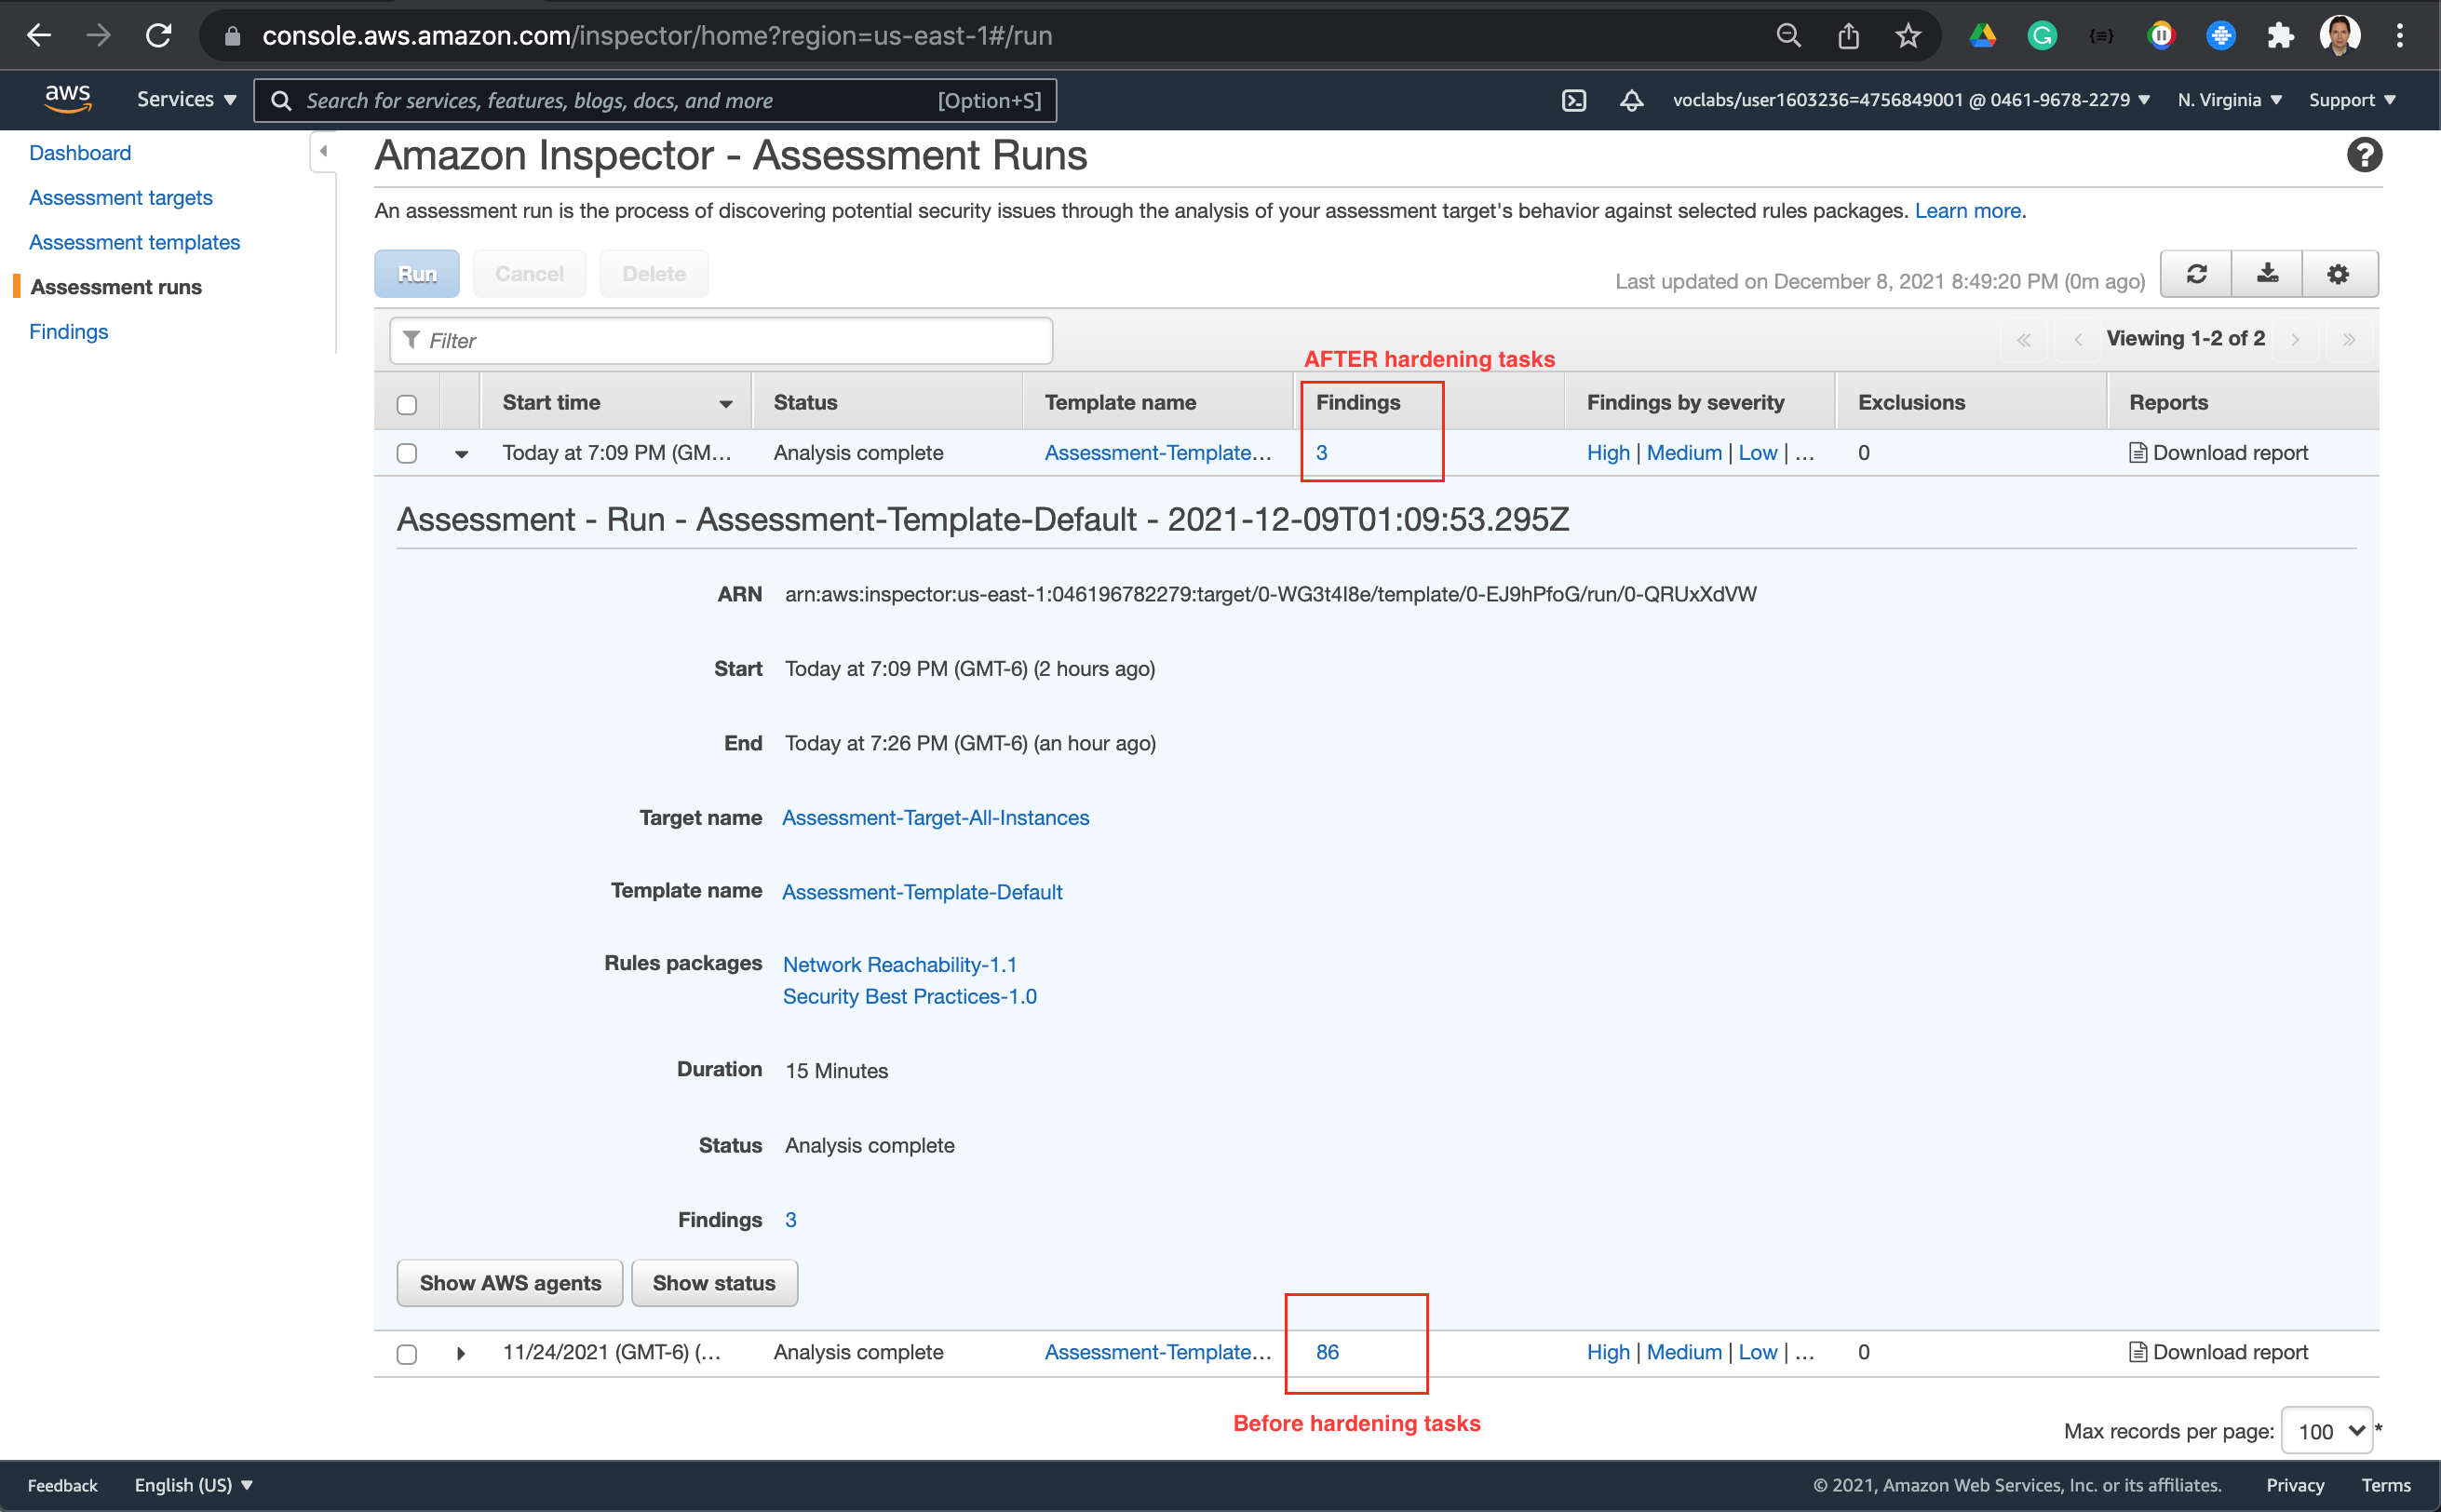 console.aws.amazon.com/inspector/home?region=us-east-1#/run
aws Services Search for services, features, blogs, docs, and more [Option+S] voclabs/user1603236=4756849001 @ 0461-9678-2279 N. Virginia Support
Dashboard
Assessment targets
Assessment templates
Assessment runs
Findings
Amazon Inspector - Assessment Runs
An assessment run is the process of discovering potential security issues through the analysis of your assessment target's behavior against selected rules packages. Learn more.
Run Cancel Delete Last updated on December 8, 2021 8:49:20 PM (0m ago)
Filter Viewing 1-2 of 2
AFTER hardening tasks
Start time Status Template name Findings Findings by severity Exclusions Reports
Today at 7:09 PM (GM... Analysis complete Assessment-Template... 3 High | Medium | Low | ... 0 Download report
Assessment - Run - Assessment-Template-Default - 2021-12-09T01:09:53.295Z
ARN arn:aws:inspector:us-east-1:046196782279:target/0-WG3t4I8e/template/0-EJ9hPfoG/run/0-QRUxXdVW
Start Today at 7:09 PM (GMT-6) (2 hours ago)
End Today at 7:26 PM (GMT-6) (an hour ago)
Target name Assessment-Target-All-Instances
Template name Assessment-Template-Default
Rules packages Network Reachability-1.1
Security Best Practices-1.0
Duration 15 Minutes
Status Analysis complete
Findings 3
Show AWS agents Show status
11/24/2021 (GMT-6) (... Analysis complete Assessment-Template... 86 High | Medium | Low | ... 0 Download report
Before hardening tasks
Max records per page: 100 *
Feedback English (US) © 2021, Amazon Web Services, Inc. or its affiliates. Privacy Terms